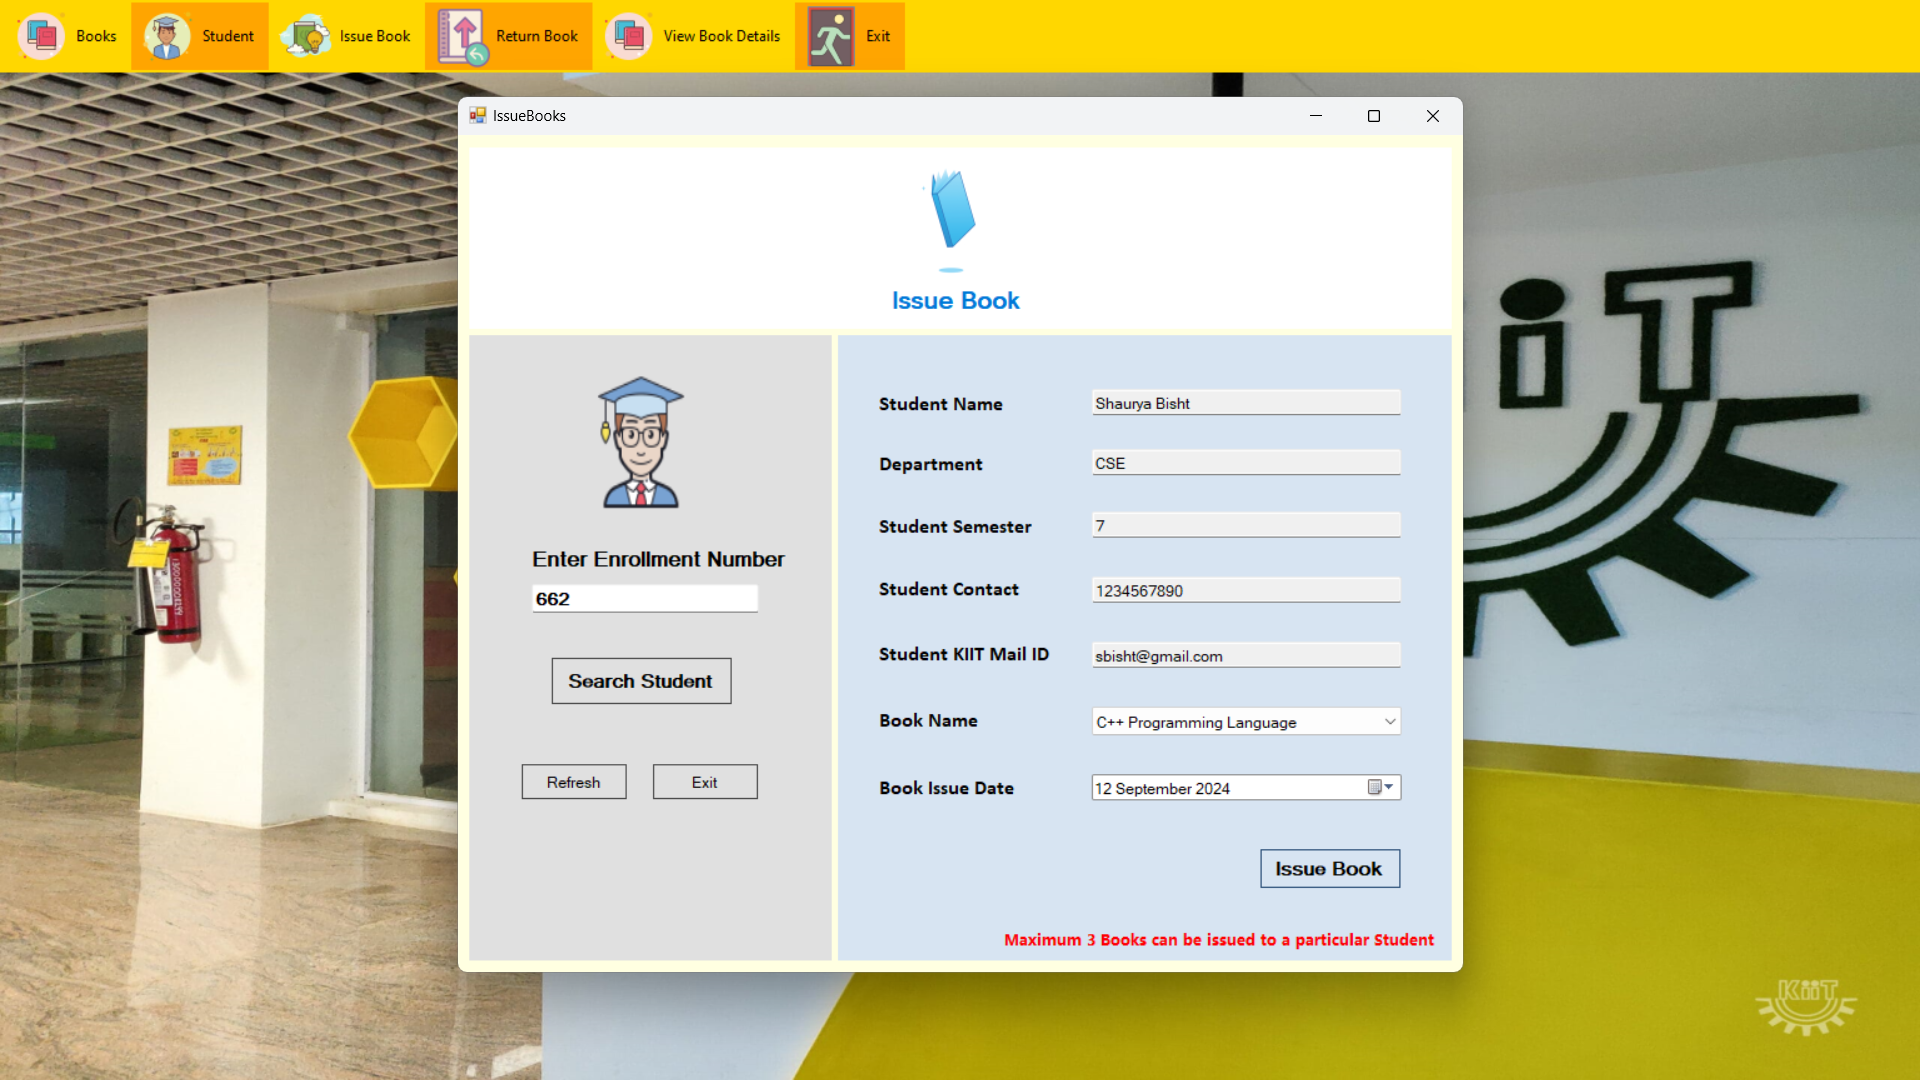 Books
Student
Issue Book
Return Book
View Book Details
Exit
IssueBooks
Issue Book
Enter Enrollment Number
662
Search Student
Refresh
Exit
Student Name
Shaurya Bisht
Department
CSE
Student Semester
7
Student Contact
1234567890
Student KIIT Mail ID
sbisht@gmail.com
Book Name
C++ Programming Language
Book Issue Date
12 September 2024
Issue Book
Maximum 3 Books can be issued to a particular Student
iiT
KiiT